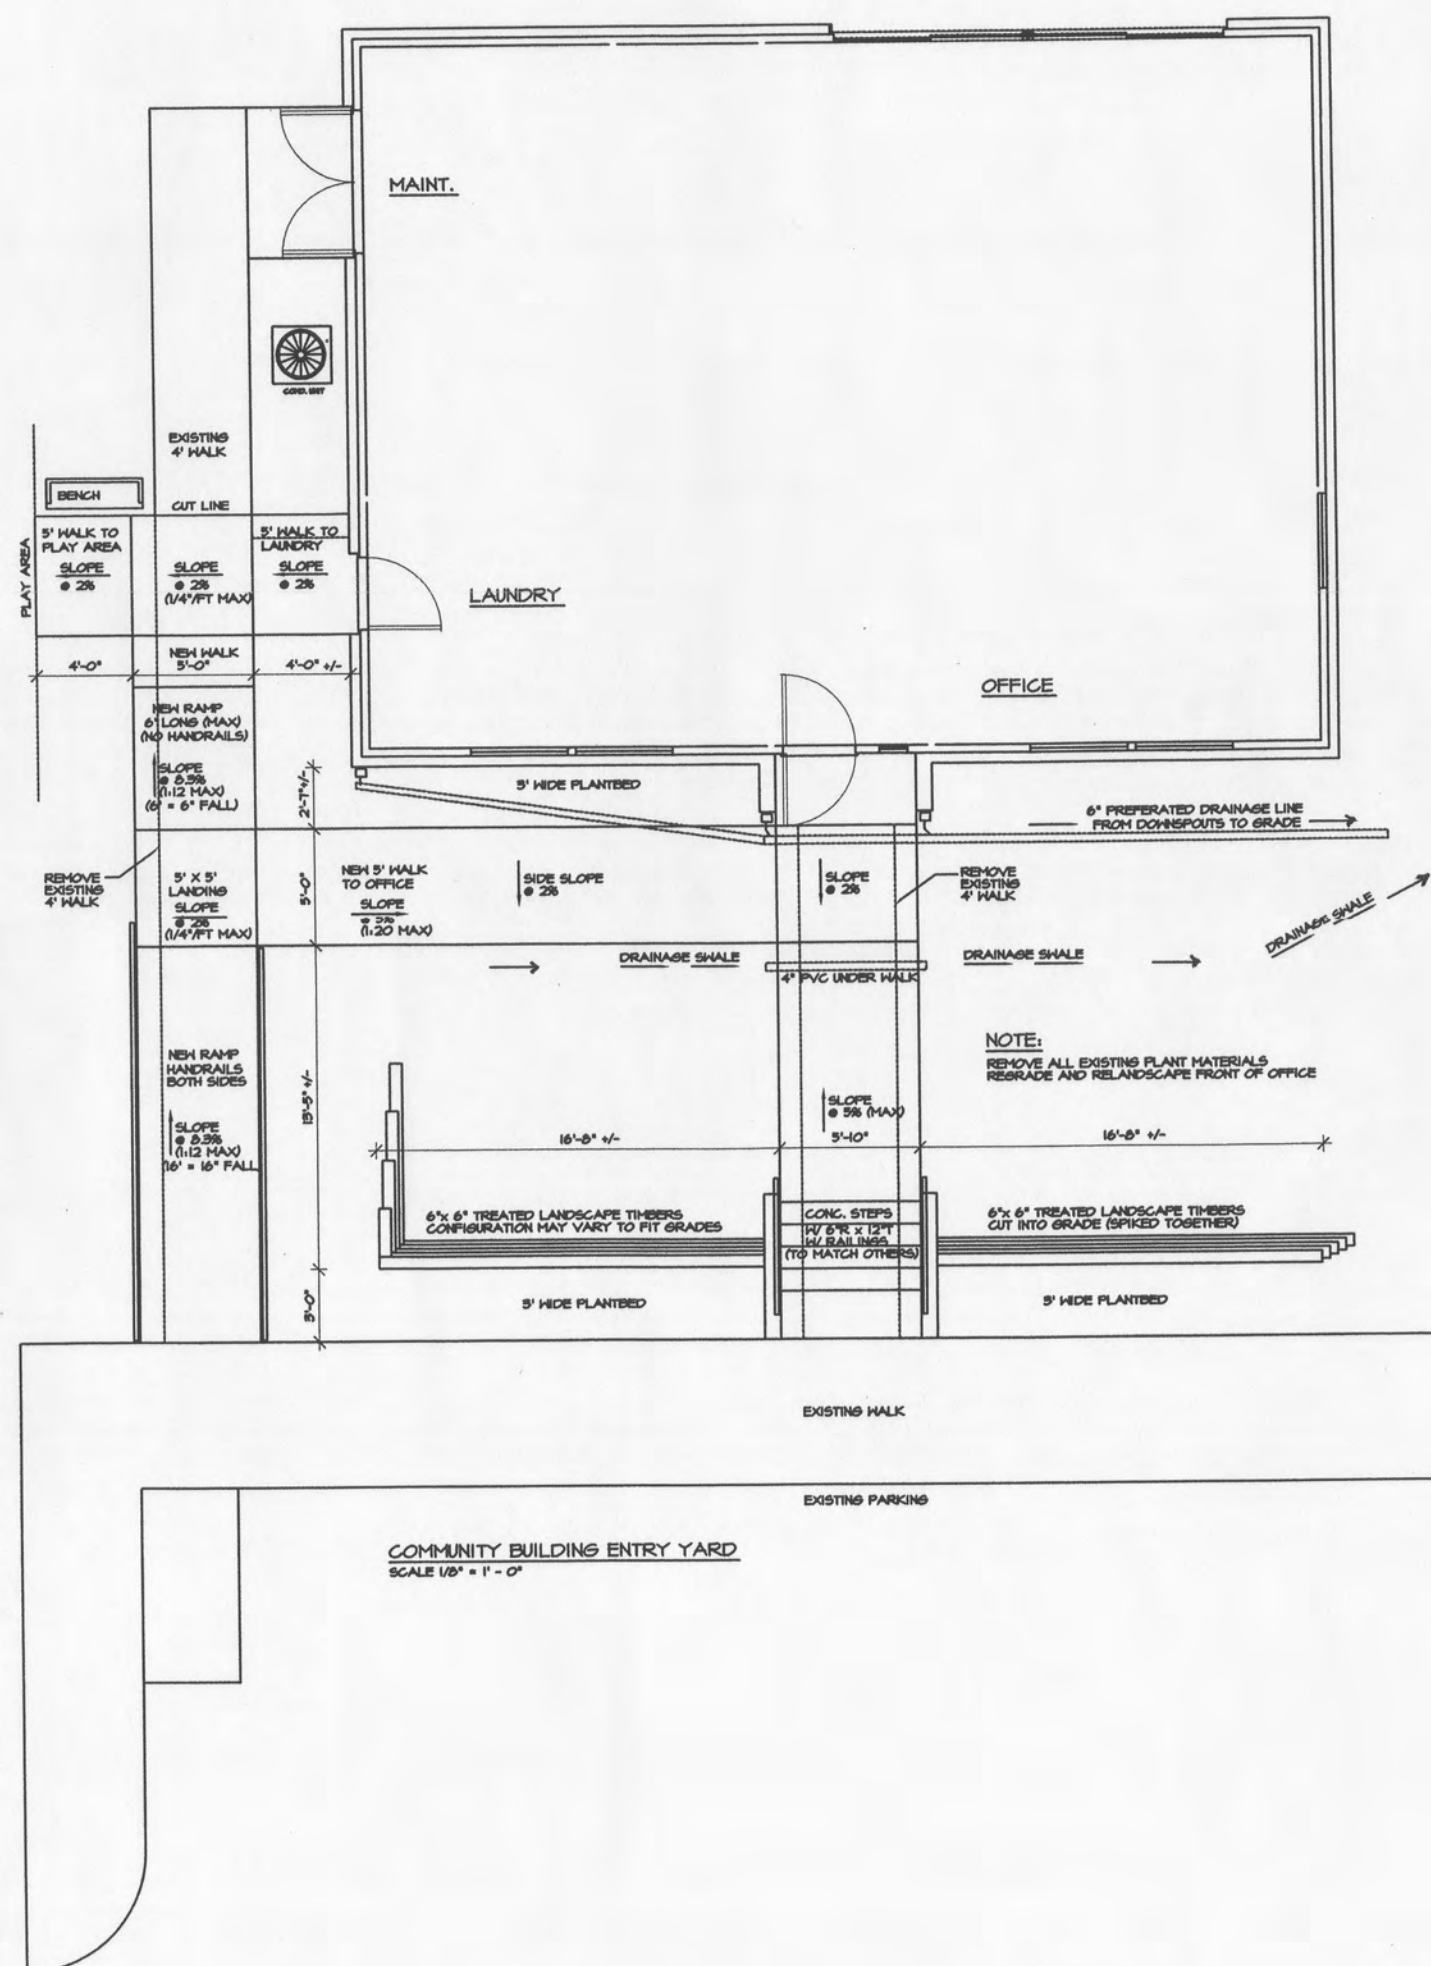 MAINT.
COND. UNIT
EXISTING
4' WALK
CUT LINE
BENCH
5' WALK TO
PLAY AREA
SLOPE
@ 2%
PLAY AREA
SLOPE
@ 2%
(1/4"/FT MAX)
5' WALK TO
LAUNDRY
SLOPE
@ 2%
LAUNDRY
OFFICE
4'-0"
NEW WALK
5'-0"
4'-0" +/-
NEW RAMP
6' LONG (MAX)
(NO HANDRAILS)
SLOPE
@ 8.3%
(1:12 MAX)
(6' = 6" FALL)
2'-7"+/-
3' WIDE PLANTBED
6" PREFERATED DRAINAGE LINE
FROM DOWNSPOUTS TO GRADE
REMOVE
EXISTING
4' WALK
5' X 5'
LANDING
SLOPE
@ 2%
(1/4"/FT MAX)
5'-0"
NEW 5' WALK
TO OFFICE
SLOPE
@ 5%
(1:20 MAX)
SIDE SLOPE
@ 2%
SLOPE
@ 2%
REMOVE
EXISTING
4' WALK
DRAINAGE SWALE
DRAINAGE SWALE
DRAINAGE SWALE
4" PVC UNDER WALK
NOTE:
REMOVE ALL EXISTING PLANT MATERIALS
REGRADE AND RELANDSCAPE FRONT OF OFFICE
NEW RAMP
HANDRAILS
BOTH SIDES
SLOPE
@ 8.3%
(1:12 MAX)
(16' = 16" FALL
13'-5" +/-
SLOPE
@ 5% (MAX)
16'-8" +/-
5'-10"
16'-8" +/-
6"x 6" TREATED LANDSCAPE TIMBERS
CONFIGURATION MAY VARY TO FIT GRADES
CONC. STEPS
W/ 6"R x 12"T
W/ RAILINGS
(TO MATCH OTHERS)
6"x 6" TREATED LANDSCAPE TIMBERS
CUT INTO GRADE (SPIKED TOGETHER)
3'-0"
3' WIDE PLANTBED
3' WIDE PLANTBED
EXISTING WALK
EXISTING PARKING
COMMUNITY BUILDING ENTRY YARD
SCALE 1/8" = 1' - 0"